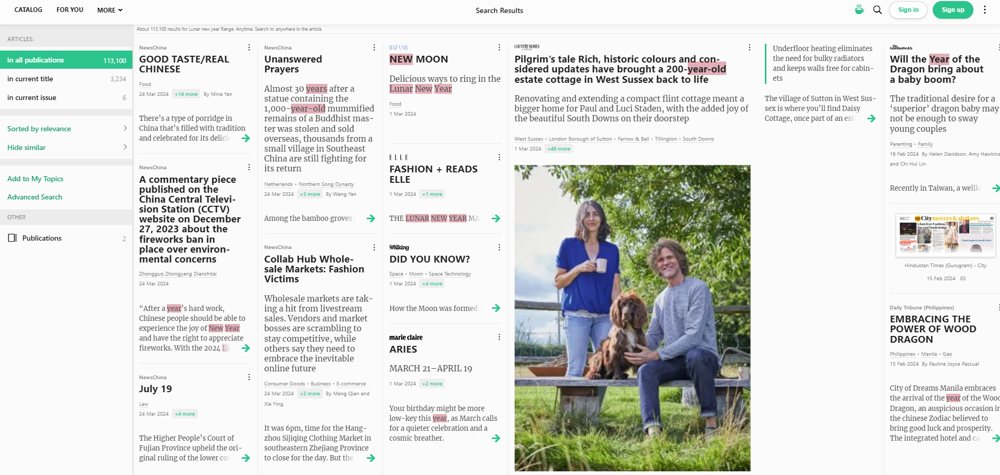 CATALOG
FOR YOU
MORE
Search Results
Sign in
Sign up
About 113,100 results for Lunar new year Range: Anytime. Search In: anywhere in the article.
ARTICLES:
in all publications 113,100
in current title 3,234
in current issue 6
Sorted by relevance
Hide similar
Add to My Topics
Advanced Search
OTHER
Publications 2
NewsChina
GOOD TASTE/REAL
CHINESE
Food
24 Mar 2024 +14 more By Mina Yan
There’s a type of porridge in
China that’s filled with tradition
and celebrated for its delici
NewsChina
A commentary piece
published on the
China Central Televi-
sion Station (CCTV)
website on December
27, 2023 about the
fireworks ban in
place over environ-
mental concerns
Zhongguo Zhongyang Dianshitai
24 Mar 2024
“After a year’s hard work,
Chinese people should be able to
experience the joy of New Year
and have the right to appreciate
fireworks. With the 2024 Lu
NewsChina
July 19
Law
24 Mar 2024 +4 more
The Higher People’s Court of
Fujian Province upheld the ori-
ginal ruling of the lower cou
NewsChina
Unanswered
Prayers
Almost 30 years after a
statue containing the
1,000-year-old mummified
remains of a Buddhist mas-
ter was stolen and sold
overseas, thousands from a
small village in Southeast
China are still fighting for
its return
Netherlands • Northern Song Dynasty
24 Mar 2024 +3 more By Wang Yan
Among the bamboo groves
NewsChina
Collab Hub Whole-
sale Markets: Fashion
Victims
Wholesale markets are tak-
ing a hit from livestream
sales. Vendors and market
bosses are scrambling to
stay competitive, while
others say they need to
embrace the inevitable
online future
Consumer Goods • Business • E-commerce
24 Mar 2024 +2 more By Meng Qian and
Xie Ying
It was 6pm, time for the Hang-
zhou Sijiqing Clothing Market in
southeastern Zhejiang Province
to close for the day. But the
BAZAAR
NEW MOON
Delicious ways to ring in the
Lunar New Year
Food
1 Mar 2024
ELLE
FASHION + READS
ELLE
1 Mar 2024 +1 more
THE LUNAR NEW YEAR MA
walking
DID YOU KNOW?
Space • Moon • Space Technology
1 Mar 2024 +4 more
How the Moon was formed
marie claire
ARIES
MARCH 21–APRIL 19
1 Mar 2024 +2 more
Your birthday might be more
low-key this year, as March calls
for a quieter celebration and a
cosmic breather.
COUNTRY HOMES
& INTERIORS
Pilgrim’s tale Rich, historic colours and con-
sidered updates have brought a 200-year-old
estate cottage in West Sussex back to life
Renovating and extending a compact flint cottage meant a
bigger home for Paul and Luci Staden, with the added joy of
the beautiful South Downs on their doorstep
West Sussex • London Borough of Sutton • Farrow & Ball • Tillington • South Downs
1 Mar 2024 +46 more
Underfloor heating eliminates
the need for bulky radiators
and keeps walls free for cabin-
ets
The village of Sutton in West Sus-
sex is where you’ll find Daisy
Cottage, once part of an esta
The
Guardian Weekly
Will the Year of the
Dragon bring about
a baby boom?
The traditional desire for a
‘superior’ dragon baby may
not be enough to sway
young couples
Parenting • Family
16 Feb 2024 By Helen Davidson, Amy Hawkins
and Chi Hui Lin
Recently in Taiwan, a wellk
City movers & shakers 03
Glam fest: Fashion,
fun and fundraising
Hindustan Times (Gurugram) - City
15 Feb 2024 03
Daily Tribune (Philippines)
EMBRACING THE
POWER OF WOOD
DRAGON
Philippines • Manila • Gao
15 Feb 2024 By Pauline Joyce Pascual
City of Dreams Manila embraces
the arrival of the year of the Wood
Dragon, an auspicious occasion in
the chinese Zodiac believed to
bring good luck and prosperity.
The integrated hotel and ca